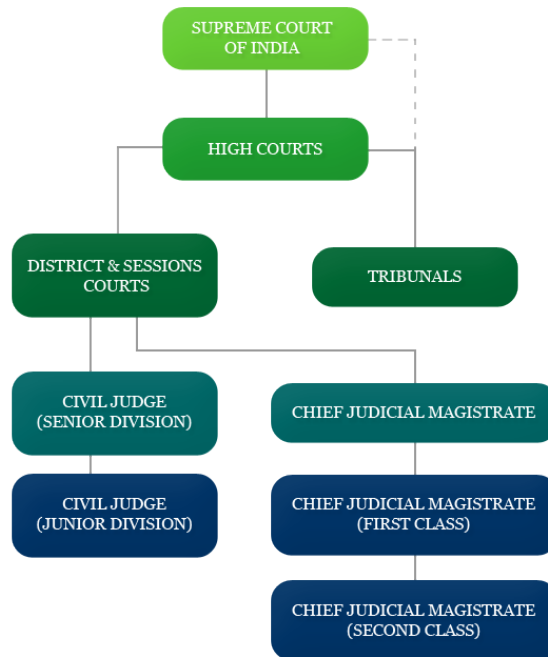 SUPREME COURT
OF INDIA
HIGH COURTS
DISTRICT & SESSIONS
COURTS
TRIBUNALS
CIVIL JUDGE
(SENIOR DIVISION)
CHIEF JUDICIAL MAGISTRATE
CIVIL JUDGE
(JUNIOR DIVISION)
CHIEF JUDICIAL MAGISTRATE
(FIRST CLASS)
CHIEF JUDICIAL MAGISTRATE
(SECOND CLASS)